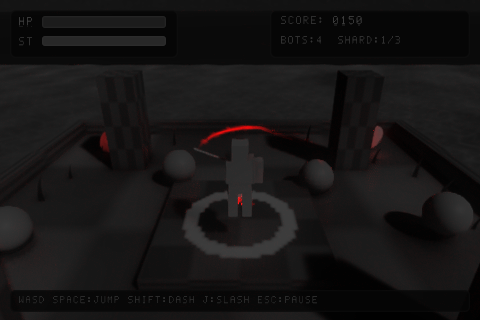 HP
ST
SCORE: 0150
BOTS:4 SHARD:1/3
WASD SPACE:JUMP SHIFT:DASH J:SLASH ESC:PAUSE